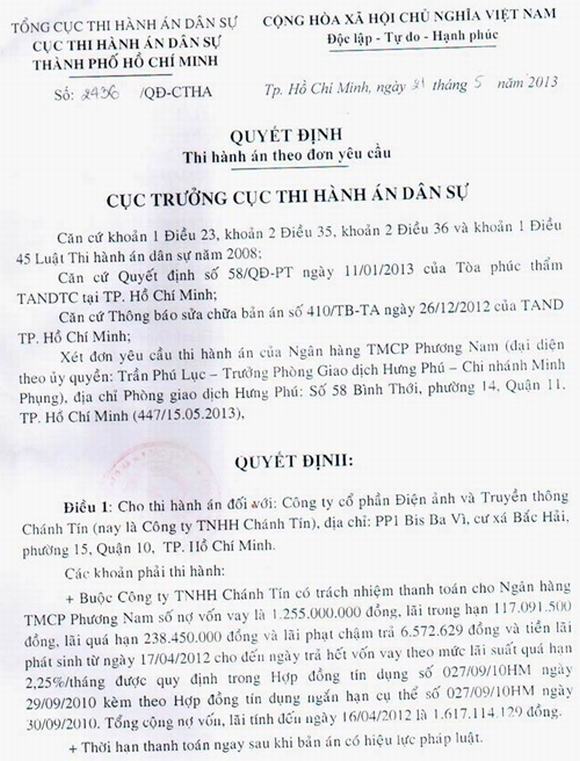 TỔNG CỤC THI HÀNH ÁN DÂN SỰ
CỤC THI HÀNH ÁN DÂN SỰ
THÀNH PHỐ HỒ CHÍ MINH
Số: 2436 /QĐ-CTHA
CỘNG HÒA XÃ HỘI CHỦ NGHĨA VIỆT NAM
Độc lập - Tự do - Hạnh phúc
Tp. Hồ Chí Minh, ngày 21 tháng 5 năm 2013
QUYẾT ĐỊNH
Thi hành án theo đơn yêu cầu
CỤC TRƯỞNG CỤC THI HÀNH ÁN DÂN SỰ
Căn cứ khoản 1 Điều 23, khoản 2 Điều 35, khoản 2 Điều 36 và khoản 1 Điều
45 Luật Thi hành án dân sự năm 2008;
Căn cứ Quyết định số 58/QĐ-PT ngày 11/01/2013 của Tòa phúc thẩm
TANDTC tại TP. Hồ Chí Minh;
Căn cứ Thông báo sửa chữa bản án số 410/TB-TA ngày 26/12/2012 của TAND
TP. Hồ Chí Minh;
Xét đơn yêu cầu thi hành án của Ngân hàng TMCP Phương Nam (đại diện
theo ủy quyền: Trần Phú Lục – Trưởng Phòng Giao dịch Hưng Phú – Chi nhánh Minh
Phụng), địa chỉ Phòng giao dịch Hưng Phú: Số 58 Bình Thới, phường 14, Quận 11,
TP. Hồ Chí Minh (447/15.05.2013),
QUYẾT ĐỊNH:
Điều 1: Cho thi hành án đối với: Công ty cổ phần Điện ảnh và Truyền thông
Chánh Tín (nay là Công ty TNHH Chánh Tín), địa chỉ: PP1 Bis Ba Vì, cư xá Bắc Hải,
phường 15, Quận 10, TP. Hồ Chí Minh.
Các khoản phải thi hành:
+ Buộc Công ty TNHH Chánh Tín có trách nhiệm thanh toán cho Ngân hàng
TMCP Phương Nam số nợ vốn vay là 1.255.000.000 đồng, lãi trong hạn 117.091.500
đồng, lãi quá hạn 238.450.000 đồng và lãi phạt chậm trả 6.572.629 đồng và tiền lãi
phát sinh từ ngày 17/04/2012 cho đến ngày trả hết vốn vay theo mức lãi suất quá hạn
2,25%/tháng được quy định trong Hợp đồng tín dụng số 027/09/10HM ngày
29/09/2010 kèm theo Hợp đồng tín dụng ngắn hạn cụ thể số 027/09/10HM ngày
30/09/2010. Tổng cộng nợ vốn, lãi tính đến ngày 16/04/2012 là 1.617.114.129 đồng.
+ Thời hạn thanh toán ngay sau khi bản án có hiệu lực pháp luật.